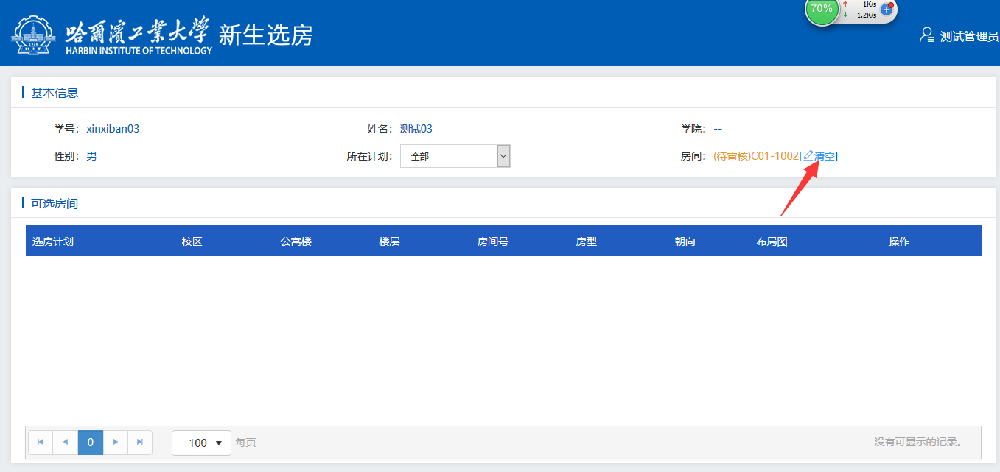 70%
1K/s
1.2K/s
哈爾濱工業大學 新生选房
HARBIN INSTITUTE OF TECHNOLOGY
测试管理员
基本信息
学号： xinxiban03 姓名： 测试03 学院： --
性别： 男 所在计划： 全部 房间： (待审核)C01-1002[清空]
可选房间
选房计划 校区 公寓楼 楼层 房间号 房型 朝向 布局图 操作
0 100 每页 没有可显示的记录。